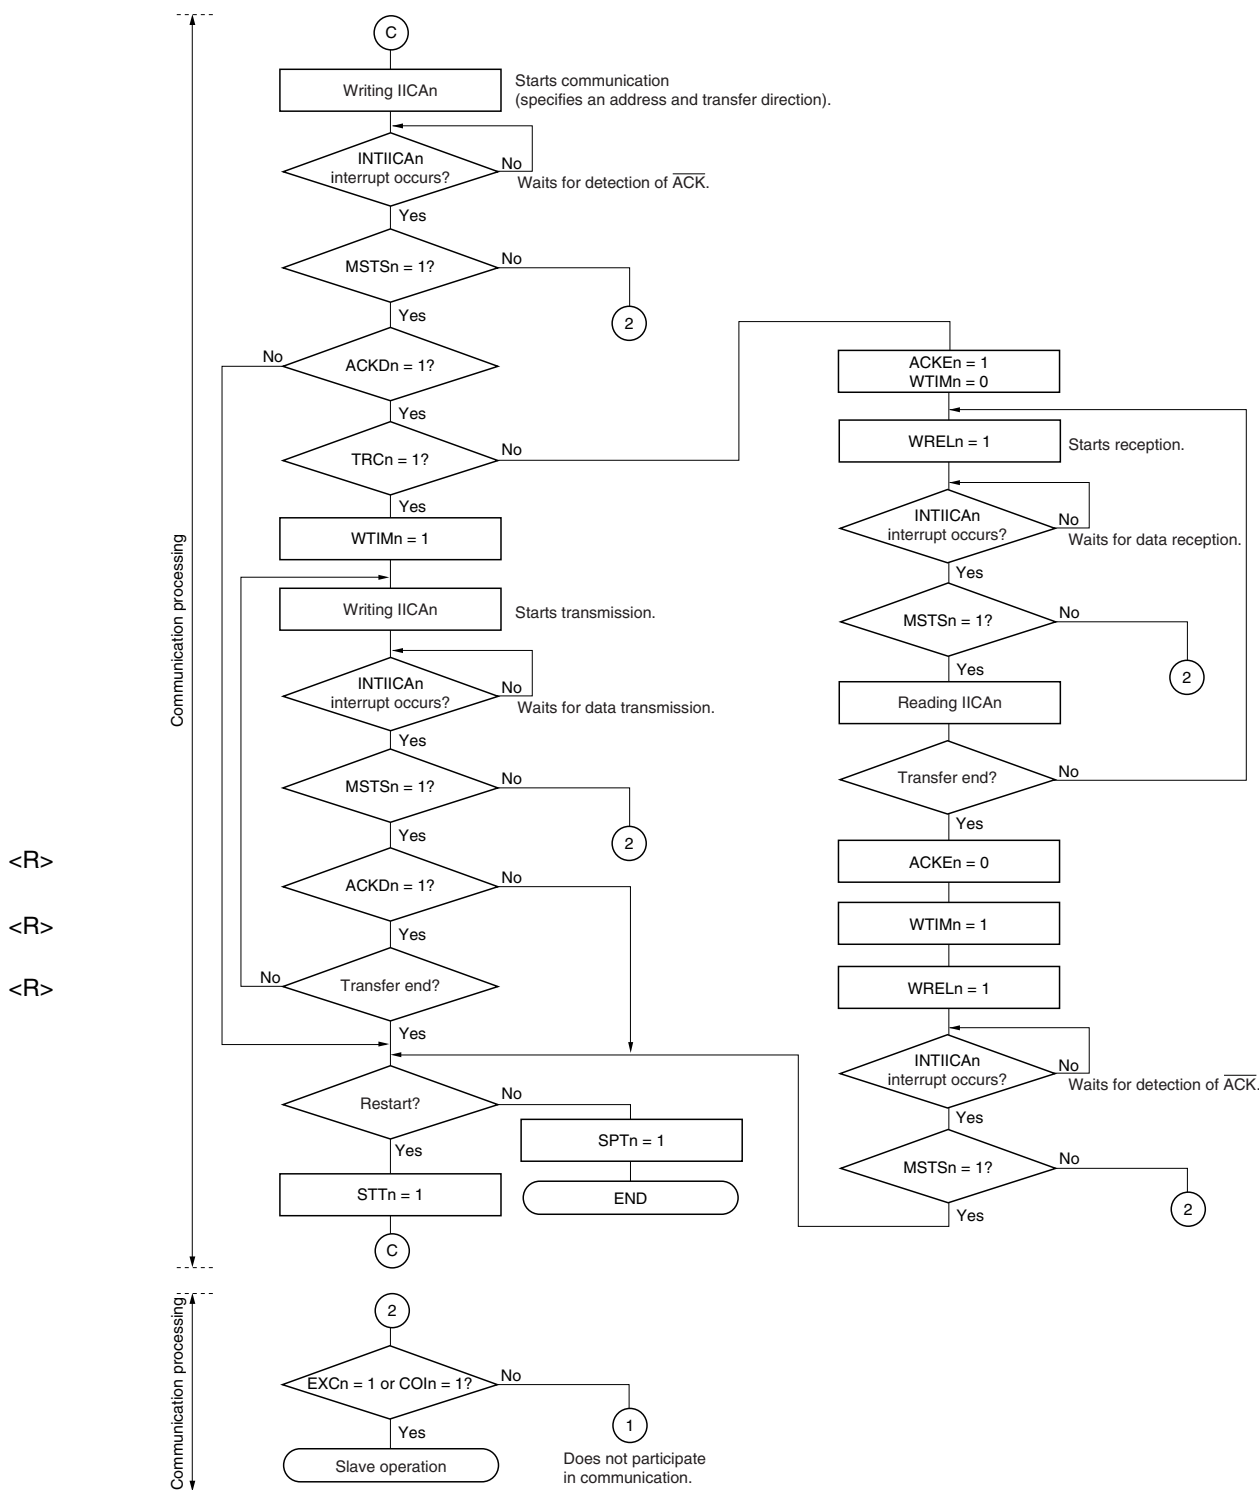 C
Writing IICAn
Starts communication
(specifies an address and transfer direction).
INTIICAn
interrupt occurs?
No
Waits for detection of ACK.
Yes
MSTSn = 1?
No
2
Yes
ACKDn = 1?
No
Yes
TRCn = 1?
No
Yes
WTIMn = 1
Writing IICAn
Starts transmission.
INTIICAn
interrupt occurs?
No
Waits for data transmission.
Yes
MSTSn = 1?
No
2
Yes
ACKDn = 1?
No
Yes
Transfer end?
No
Yes
Restart?
No
Yes
SPTn = 1
END
STTn = 1
C
ACKEn = 1
WTIMn = 0
WRELn = 1
Starts reception.
INTIICAn
interrupt occurs?
No
Waits for data reception.
Yes
MSTSn = 1?
No
2
Yes
Reading IICAn
Transfer end?
No
Yes
ACKEn = 0
WTIMn = 1
WRELn = 1
INTIICAn
interrupt occurs?
No
Waits for detection of ACK.
Yes
MSTSn = 1?
No
2
Yes
Communication processing
<R>
<R>
<R>
2
EXCn = 1 or COIn = 1?
No
1
Does not participate
in communication.
Yes
Slave operation
Communication processing